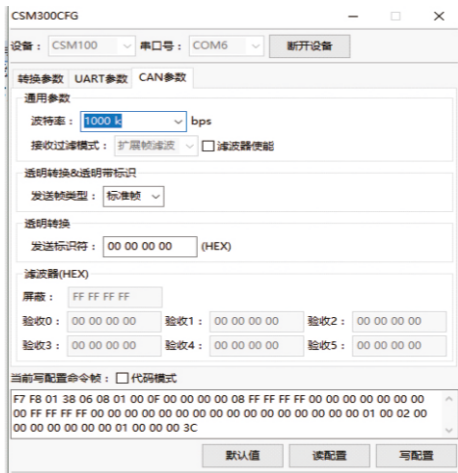 CSM300CFG
设备： CSM100 串口号： COM6 断开设备
转换参数 UART参数 CAN参数
通用参数
波特率： 1000 k bps
接收过滤模式： 扩展帧滤波 滤波器使能
透明转换&透明带标识
发送帧类型： 标准帧
透明转换
发送标识符： 00 00 00 00 (HEX)
滤波器(HEX)
屏蔽： FF FF FF FF
验收0： 00 00 00 00 验收1： 00 00 00 00 验收2： 00 00 00 00
验收3： 00 00 00 00 验收4： 00 00 00 00 验收5： 00 00 00 00
当前写配置命令帧： 代码模式
F7 F8 01 38 06 08 01 00 0F 00 00 00 00 08 FF FF FF FF 00 00 00 00 00 00 00
00 FF FF FF FF 00 00 00 00 00 00 00 00 00 00 00 00 00 00 00 00 01 00 02 00
00 00 00 00 00 00 01 00 00 00 3C
默认值 读配置 写配置